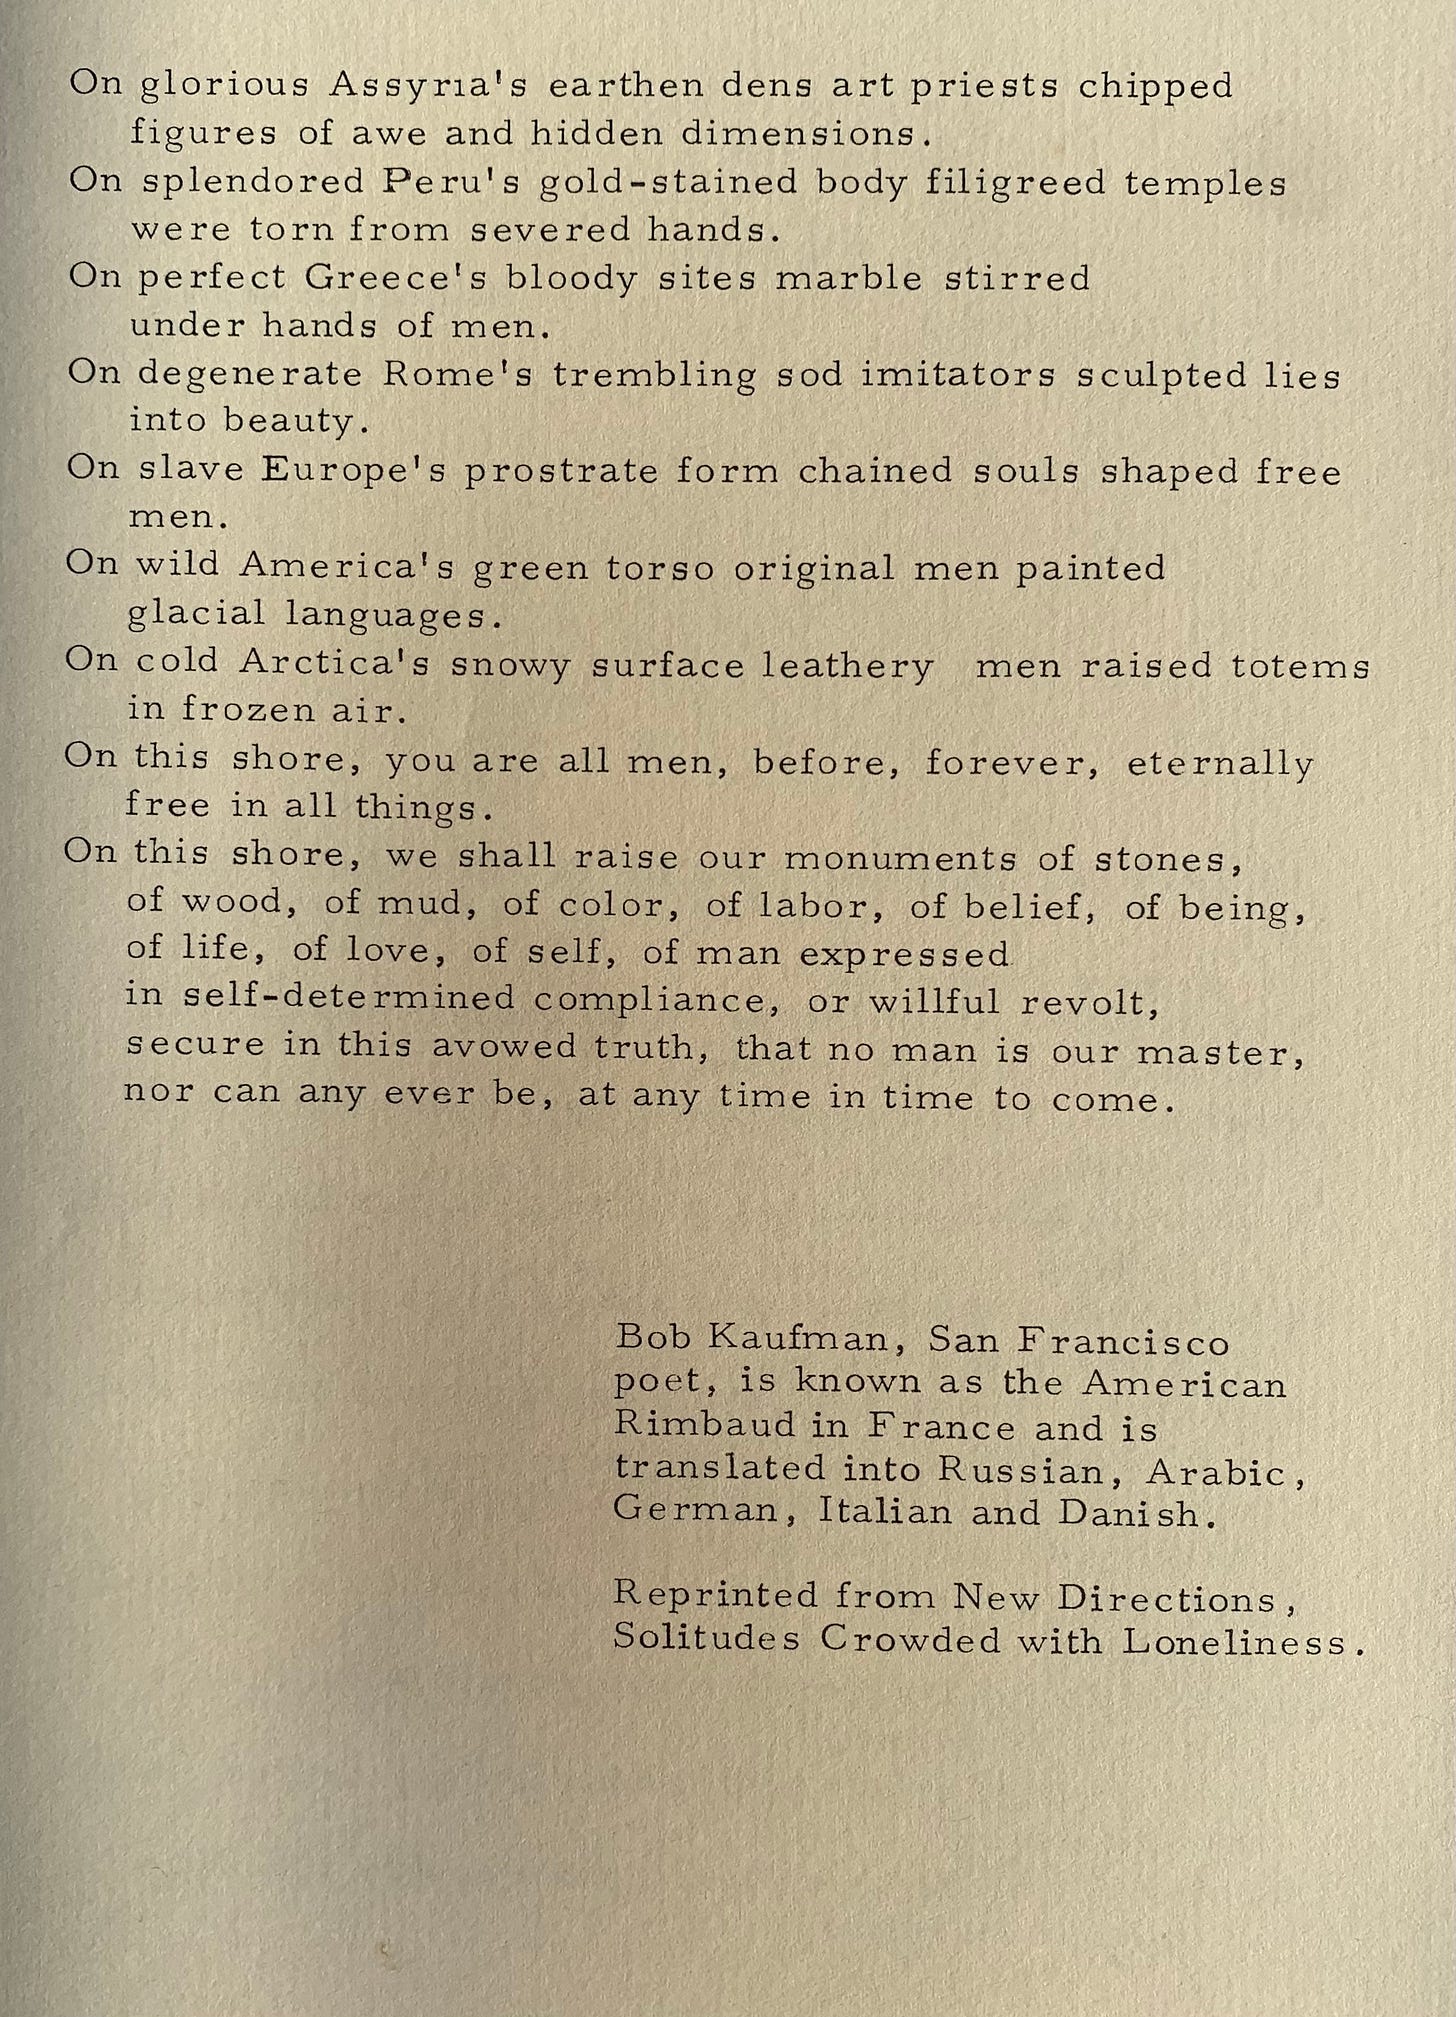 On glorious Assyria's earthen dens art priests chipped
figures of awe and hidden dimensions.
On splendored Peru's gold-stained body filigreed temples
were torn from severed hands.
On perfect Greece's bloody sites marble stirred
under hands of men.
On degenerate Rome's trembling sod imitators sculpted lies
into beauty.
On slave Europe's prostrate form chained souls shaped free
men.
On wild America's green torso original men painted
glacial languages.
On cold Arctica's snowy surface leathery men raised totems
in frozen air.
On this shore, you are all men, before, forever, eternally
free in all things.
On this shore, we shall raise our monuments of stones,
of wood, of mud, of color, of labor, of belief, of being,
of life, of love, of self, of man expressed
in self-determined compliance, or willful revolt,
secure in this avowed truth, that no man is our master,
nor can any ever be, at any time in time to come.
Bob Kaufman, San Francisco
poet, is known as the American
Rimbaud in France and is
translated into Russian, Arabic,
German, Italian and Danish.
Reprinted from New Directions,
Solitudes Crowded with Loneliness.